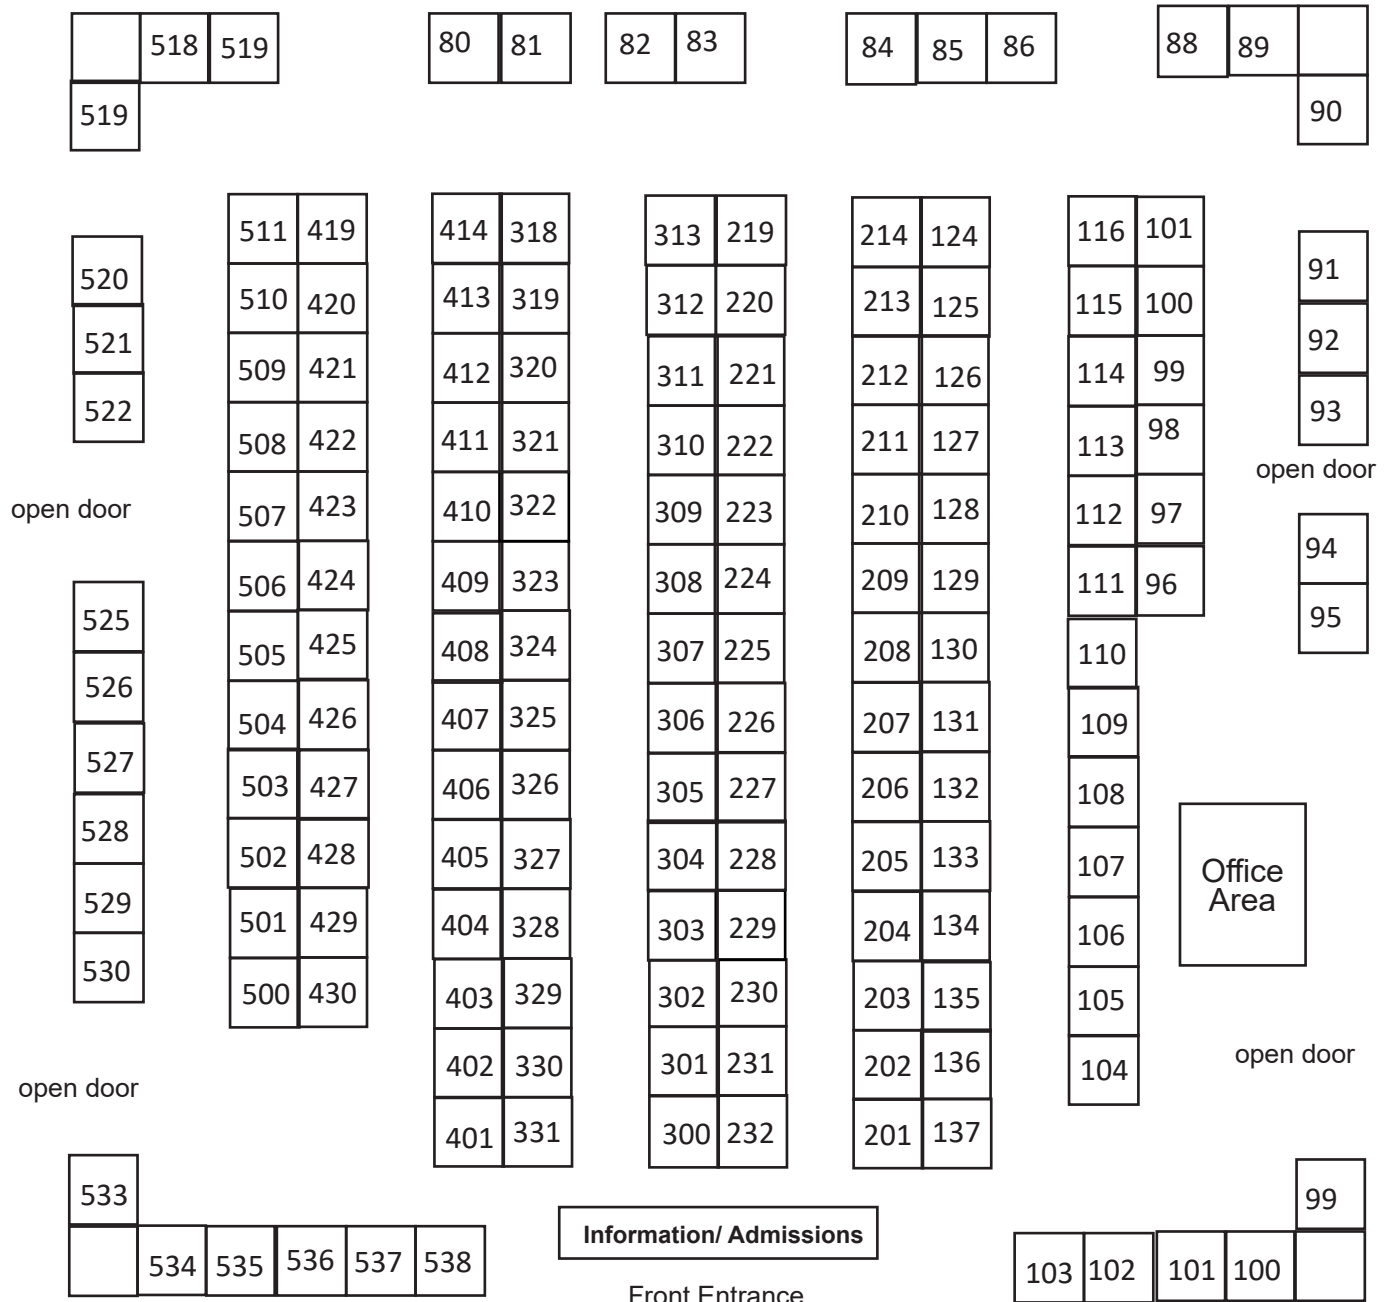 518 519 80 81 82 83 84 85 86 88 89
519 90
511 419 414 318 313 219 214 124 116 101
520 510 420 413 319 312 220 213 125 115 100 91
521 509 421 412 320 311 221 212 126 114 99 92
522 508 422 411 321 310 222 211 127 113 98 93
open door
open door 507 423 410 322 309 223 210 128 112 97
506 424 409 323 308 224 209 129 111 96 94
525 505 425 408 324 307 225 208 130 110 95
526 504 426 407 325 306 226 207 131 109
527 503 427 406 326 305 227 206 132 108
528 502 428 405 327 304 228 205 133 107 Office
Area
529 501 429 404 328 303 229 204 134 106
530 500 430 403 329 302 230 203 135 105
402 330 301 231 202 136 104 open door
open door
401 331 300 232 201 137
533 99
Information/ Admissions
534 535 536 537 538 103 102 101 100
Front Entrance